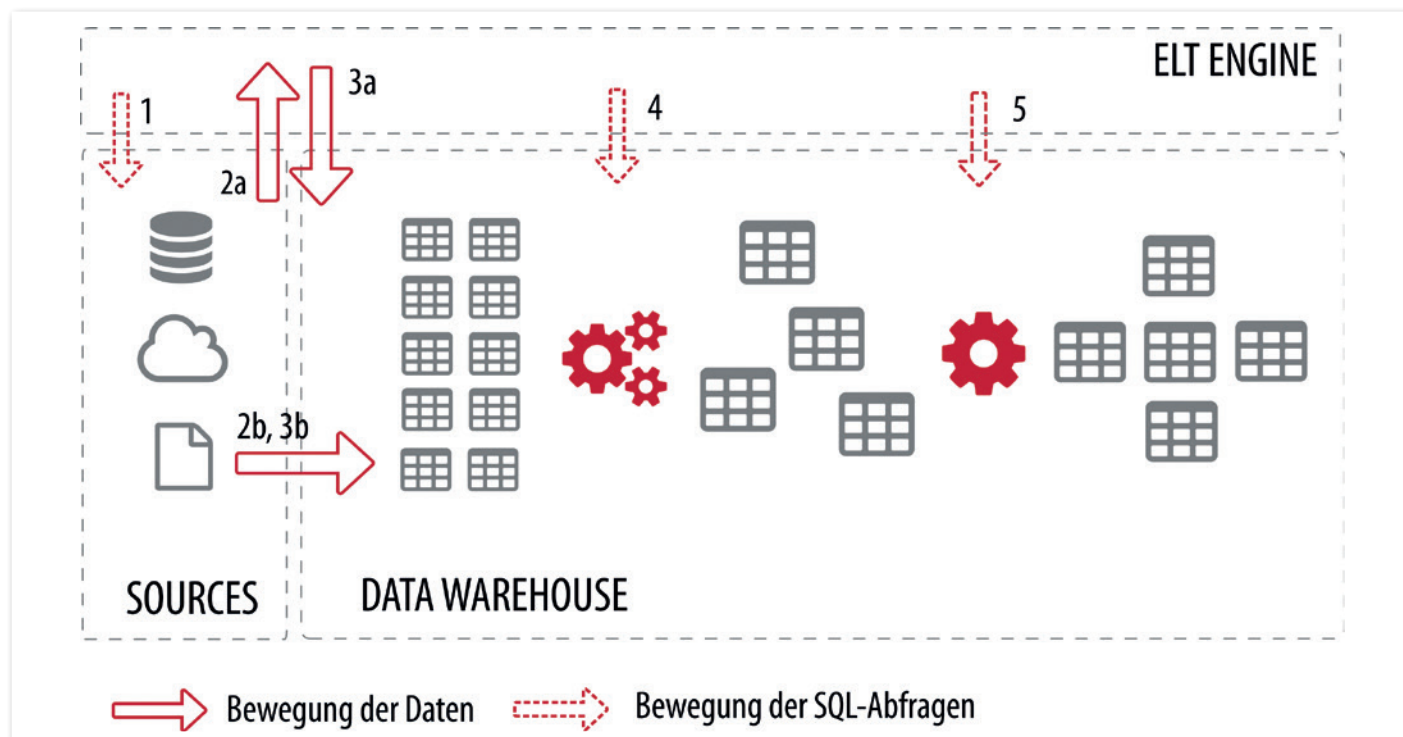 ELT ENGINE
1
2a
3a
4
5
2b, 3b
SOURCES
DATA WAREHOUSE
Bewegung der Daten
Bewegung der SQL-Abfragen